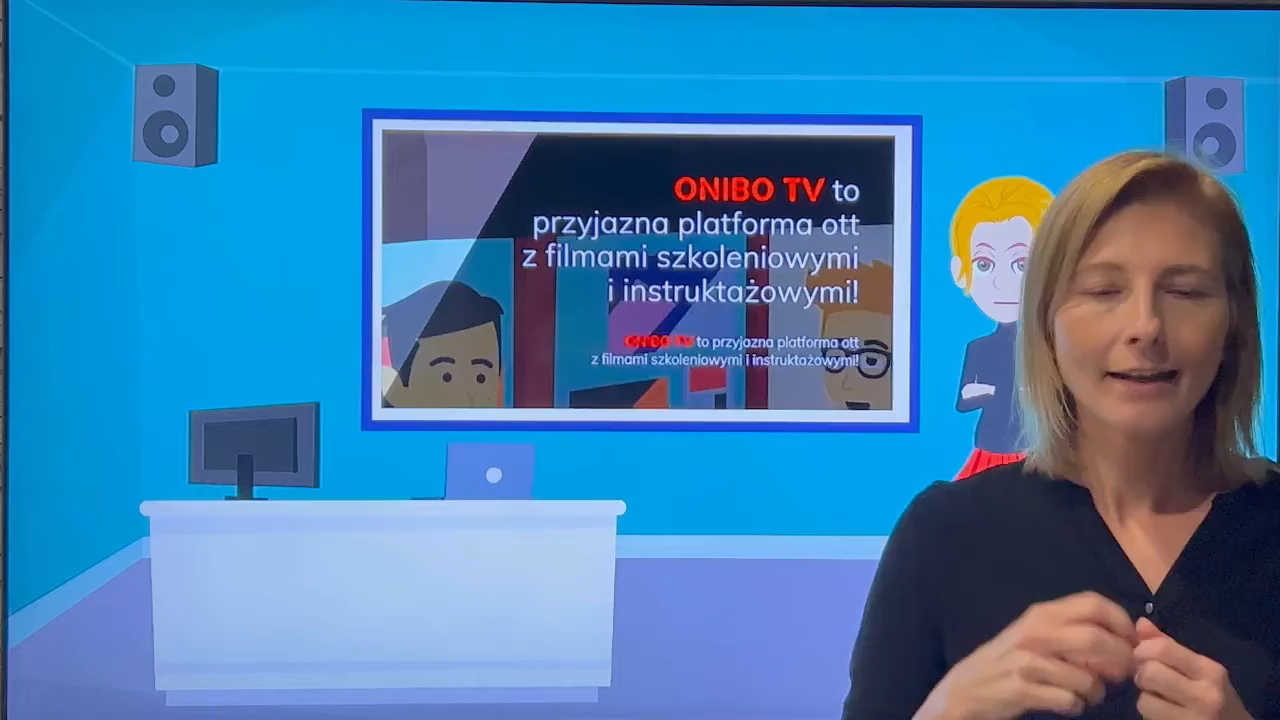 ONIBO TV to
przyjazna platforma ott
z filmami szkoleniowymi
i instruktażowymi!
ONIBO TV to przyjazna platforma ott
z filmami szkoleniowymi i instruktażowymi!